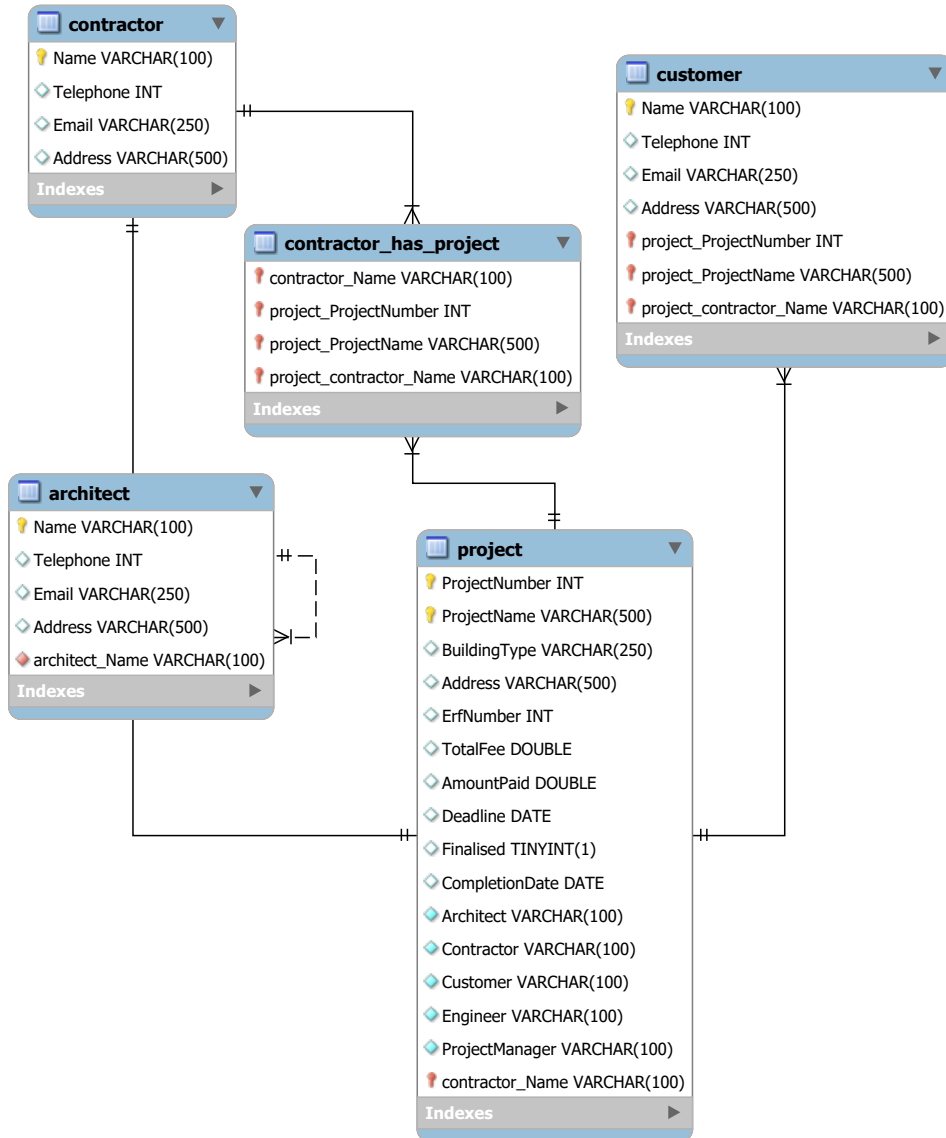 contractor
Name VARCHAR(100)
Telephone INT
Email VARCHAR(250)
Address VARCHAR(500)
Indexes
customer
Name VARCHAR(100)
Telephone INT
Email VARCHAR(250)
Address VARCHAR(500)
project_ProjectNumber INT
project_ProjectName VARCHAR(500)
project_contractor_Name VARCHAR(100)
Indexes
contractor_has_project
contractor_Name VARCHAR(100)
project_ProjectNumber INT
project_ProjectName VARCHAR(500)
project_contractor_Name VARCHAR(100)
Indexes
architect
Name VARCHAR(100)
Telephone INT
Email VARCHAR(250)
Address VARCHAR(500)
architect_Name VARCHAR(100)
Indexes
project
ProjectNumber INT
ProjectName VARCHAR(500)
BuildingType VARCHAR(250)
Address VARCHAR(500)
ErfNumber INT
TotalFee DOUBLE
AmountPaid DOUBLE
Deadline DATE
Finalised TINYINT(1)
CompletionDate DATE
Architect VARCHAR(100)
Contractor VARCHAR(100)
Customer VARCHAR(100)
Engineer VARCHAR(100)
ProjectManager VARCHAR(100)
contractor_Name VARCHAR(100)
Indexes